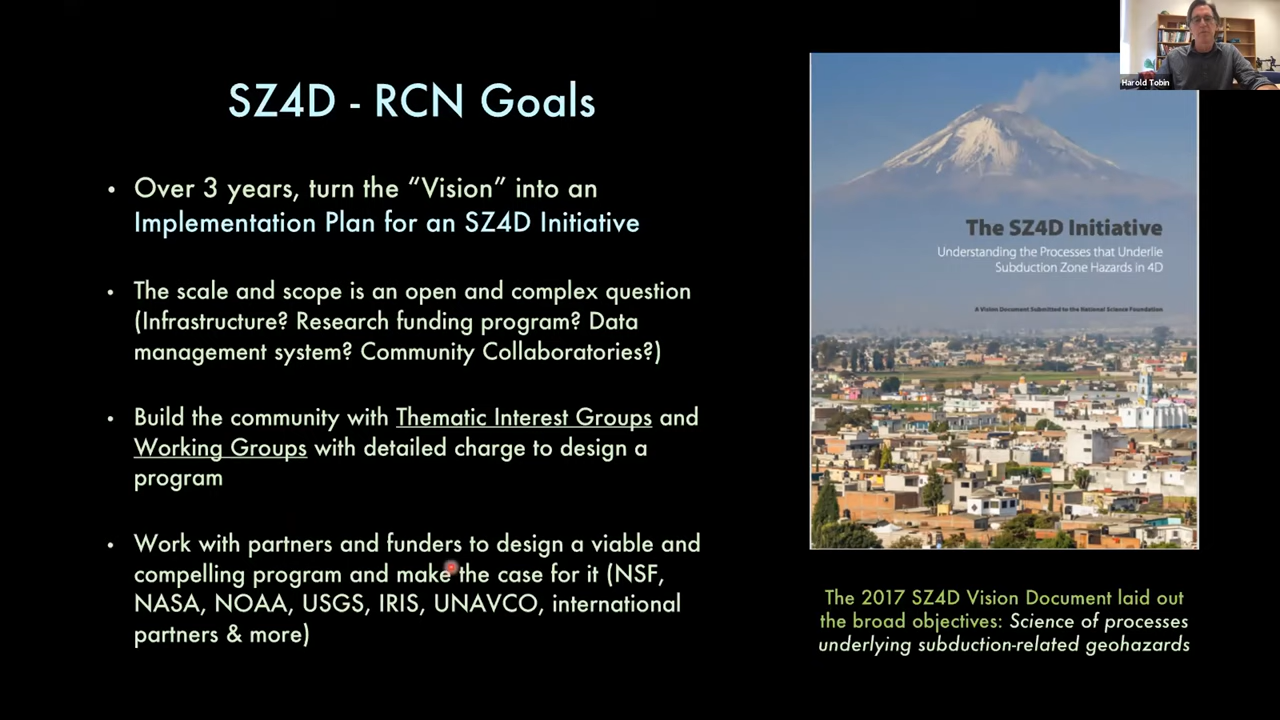 Harold Tobin
SZ4D - RCN Goals
• Over 3 years, turn the “Vision” into an
Implementation Plan for an SZ4D Initiative
• The scale and scope is an open and complex question
(Infrastructure? Research funding program? Data
management system? Community Collaboratories?)
• Build the community with Thematic Interest Groups and
Working Groups with detailed charge to design a
program
• Work with partners and funders to design a viable and
compelling program and make the case for it (NSF,
NASA, NOAA, USGS, IRIS, UNAVCO, international
partners & more)
The SZ4D Initiative
Understanding the Processes that Underlie
Subduction Zone Hazards in 4D
A Vision Document Submitted to the National Science Foundation
The 2017 SZ4D Vision Document laid out
the broad objectives: Science of processes
underlying subduction-related geohazards